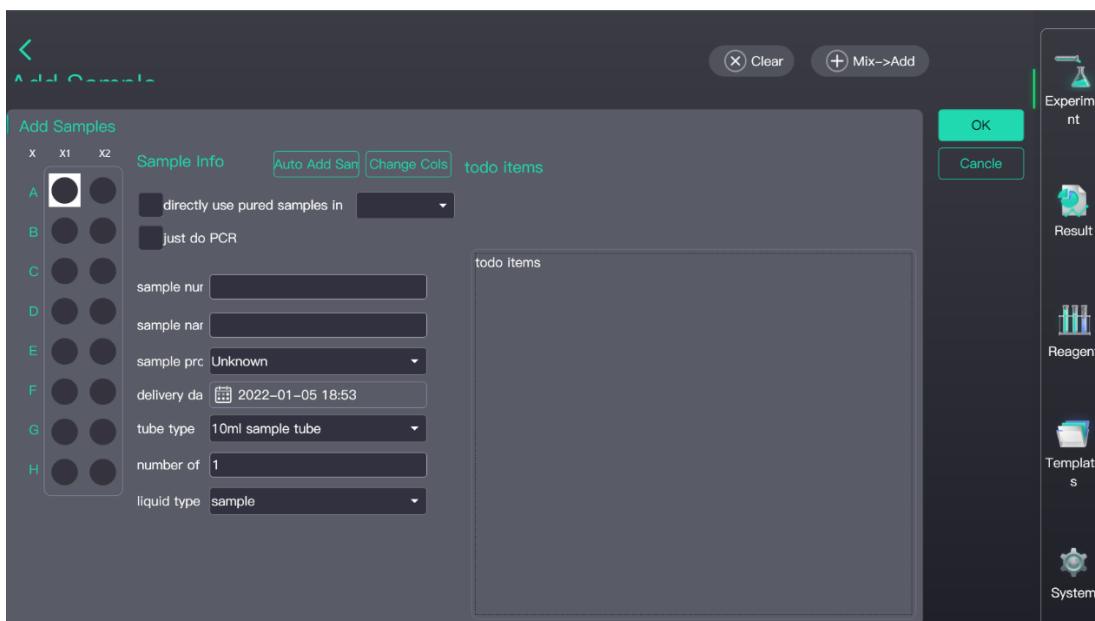 Add Sample
Clear
Mix->Add
Add Samples
OK
Cancle
X X1 X2
A
B
C
D
E
F
G
H
Sample Info
Auto Add San
Change Cols
todo items
directly use pured samples in
just do PCR
sample nur
sample nar
sample prc Unknown
delivery da 2022-01-05 18:53
tube type 10ml sample tube
number of 1
liquid type sample
todo items
Experim
nt
Result
Reagen
Templat
s
System